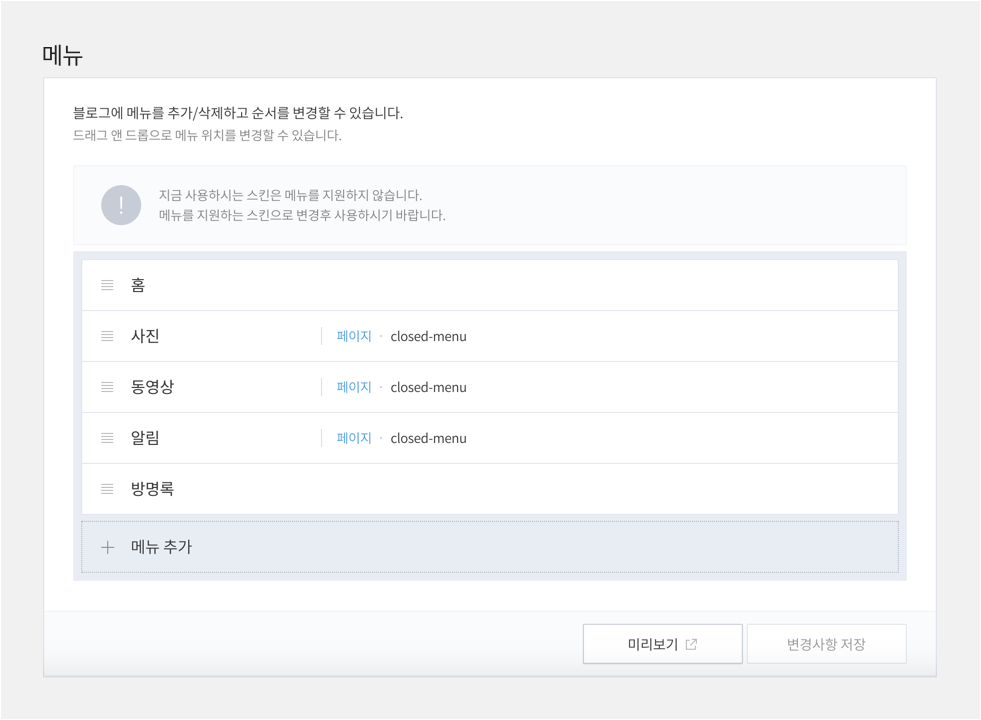 메뉴
블로그에 메뉴를 추가/삭제하고 순서를 변경할 수 있습니다.
드래그 앤 드롭으로 메뉴 위치를 변경할 수 있습니다.
지금 사용하시는 스킨은 메뉴를 지원하지 않습니다.
메뉴를 지원하는 스킨으로 변경후 사용하시기 바랍니다.
홈
사진 페이지 · closed-menu
동영상 페이지 · closed-menu
알림 페이지 · closed-menu
방명록
메뉴 추가
미리보기 변경사항 저장